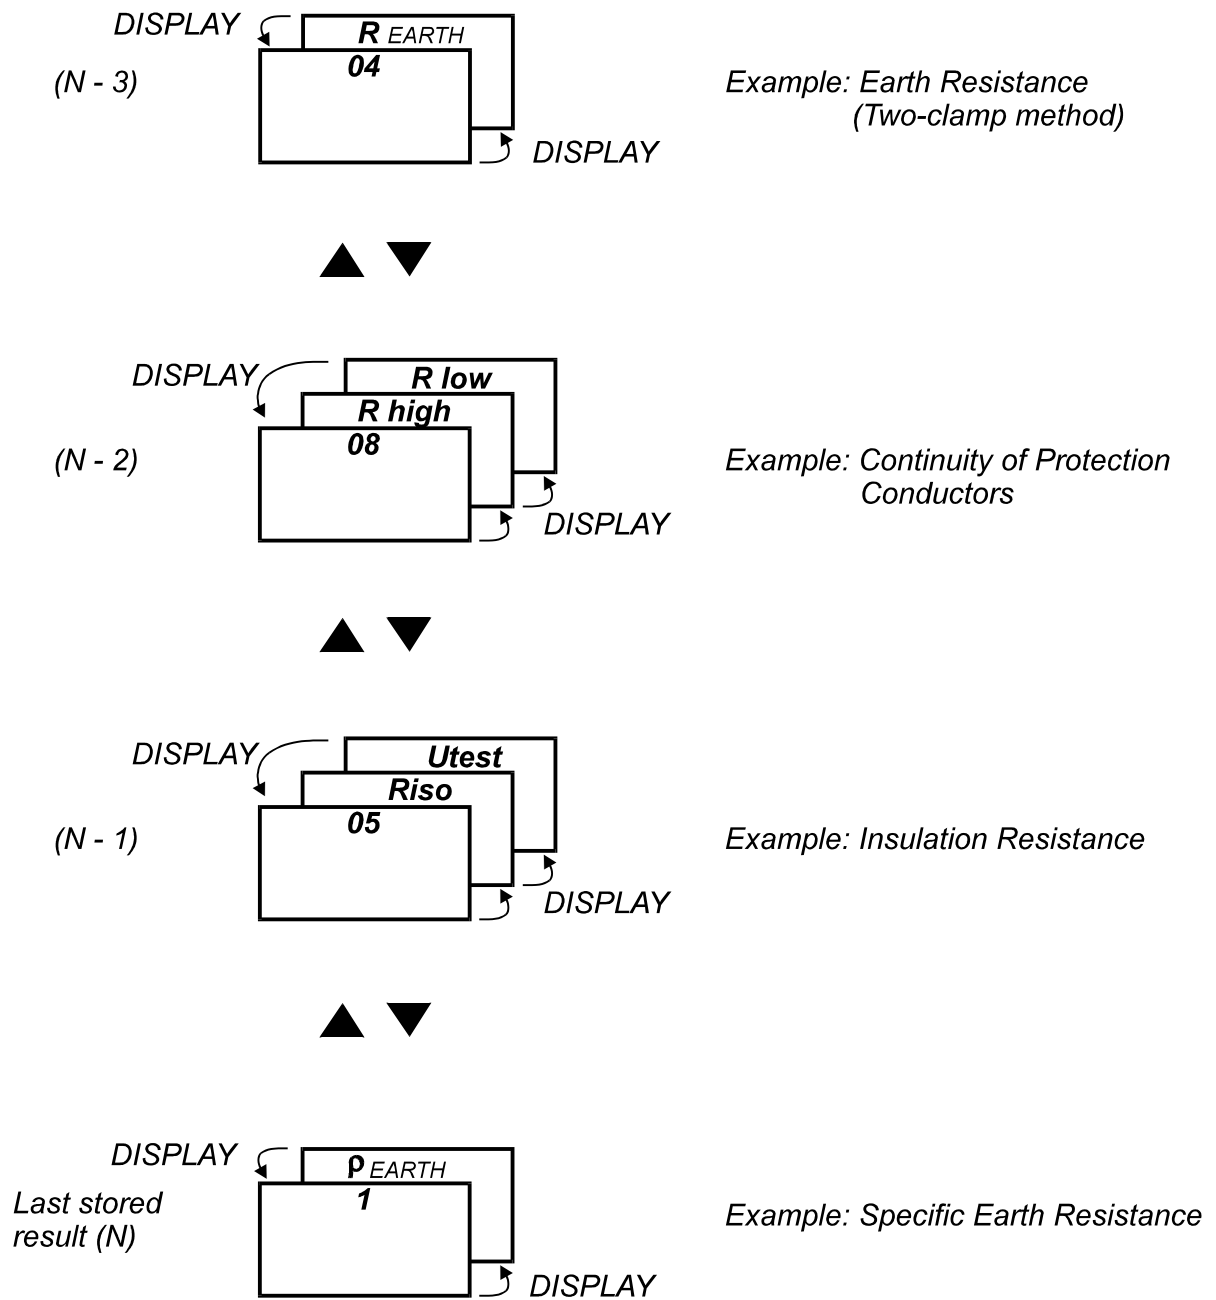 DISPLAY
R EARTH
04
(N - 3)
Example: Earth Resistance
(Two-clamp method)
DISPLAY
DISPLAY
R low
R high
08
(N - 2)
Example: Continuity of Protection
Conductors
DISPLAY
DISPLAY
Utest
Riso
05
(N - 1)
Example: Insulation Resistance
DISPLAY
DISPLAY
ρ EARTH
1
Last stored
result (N)
Example: Specific Earth Resistance
DISPLAY